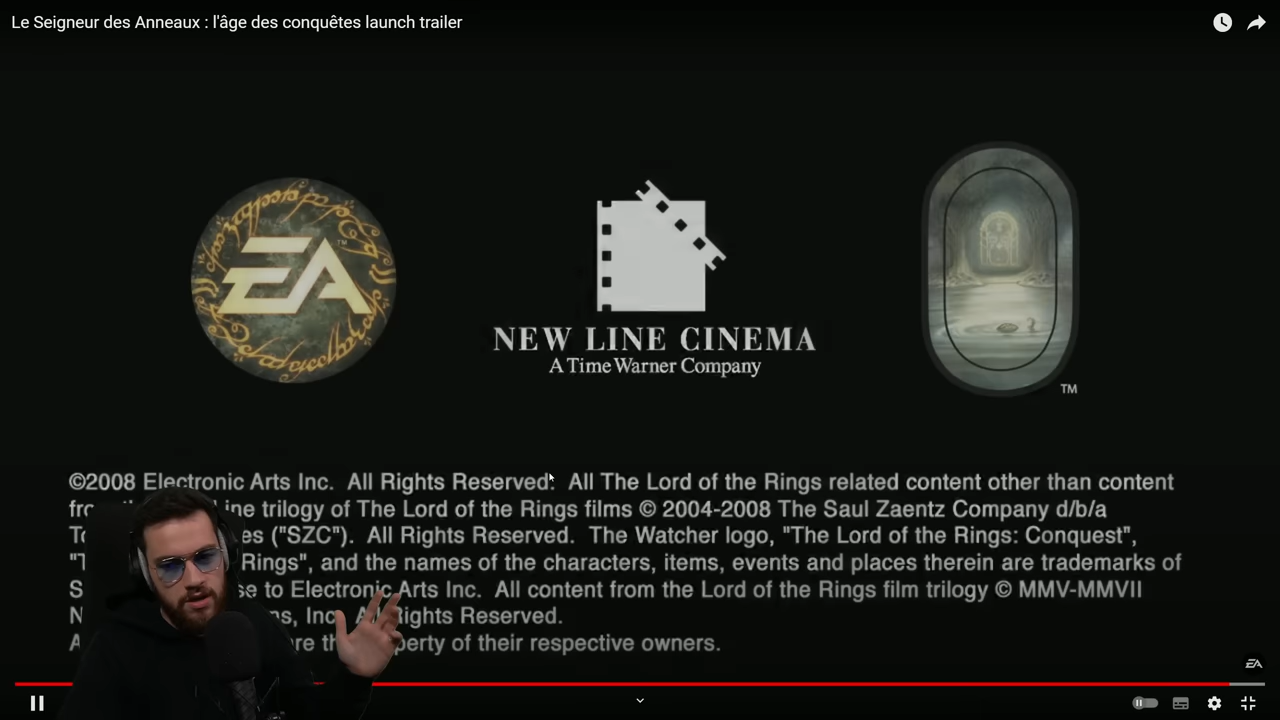 Le Seigneur des Anneaux : l'âge des conquêtes launch trailer
EA
TM
NEW LINE CINEMA
A Time Warner Company
TM
©2008 Electronic Arts Inc. All Rights Reserved. All The Lord of the Rings related content other than content
line trilogy of The Lord of the Rings films © 2004-2008 The Saul Zaentz Company d/b/a
("SZC"). All Rights Reserved. The Watcher logo, "The Lord of the Rings: Conquest",
Rings", and the names of the characters, items, events and places therein are trademarks of
to Electronic Arts Inc. All content from the Lord of the Rings film trilogy © MMV-MMVII
Inc. All Rights Reserved.
property of their respective owners.
EA